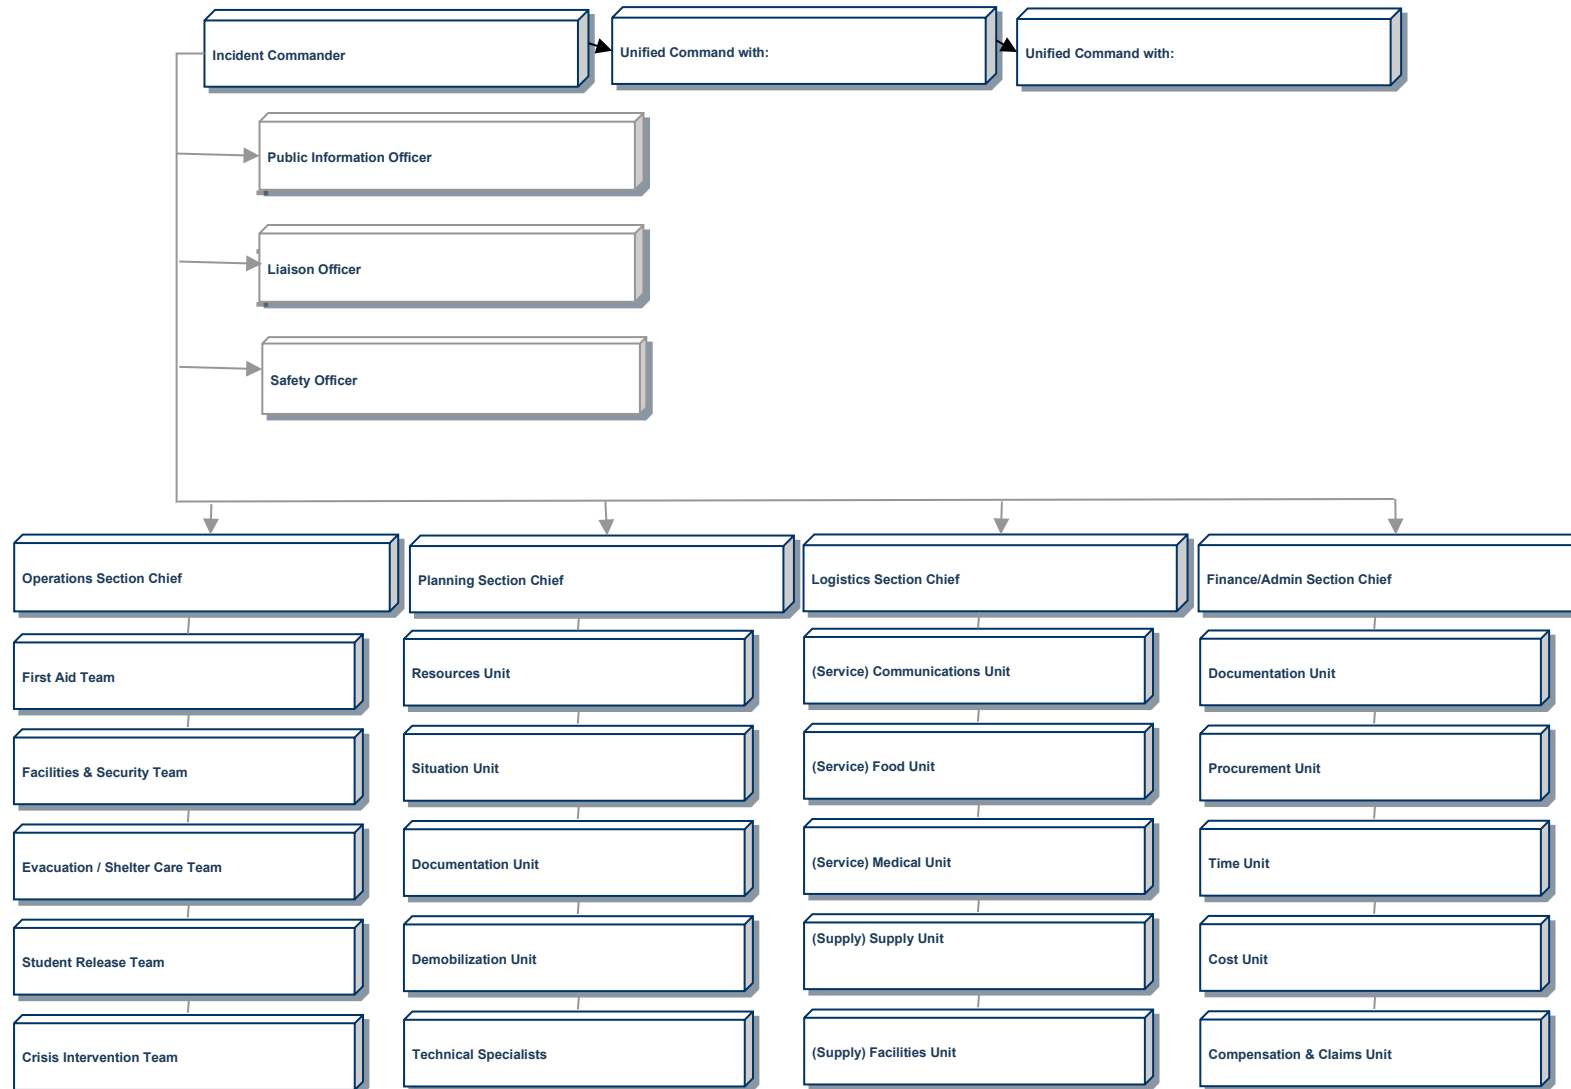 Incident Commander
Unified Command with:
Unified Command with:
Public Information Officer
Liaison Officer
Safety Officer
Operations Section Chief
Planning Section Chief
Logistics Section Chief
Finance/Admin Section Chief
First Aid Team
Resources Unit
(Service) Communications Unit
Documentation Unit
Facilities & Security Team
Situation Unit
(Service) Food Unit
Procurement Unit
Evacuation / Shelter Care Team
Documentation Unit
(Service) Medical Unit
Time Unit
Student Release Team
Demobilization Unit
(Supply) Supply Unit
Cost Unit
Crisis Intervention Team
Technical Specialists
(Supply) Facilities Unit
Compensation & Claims Unit